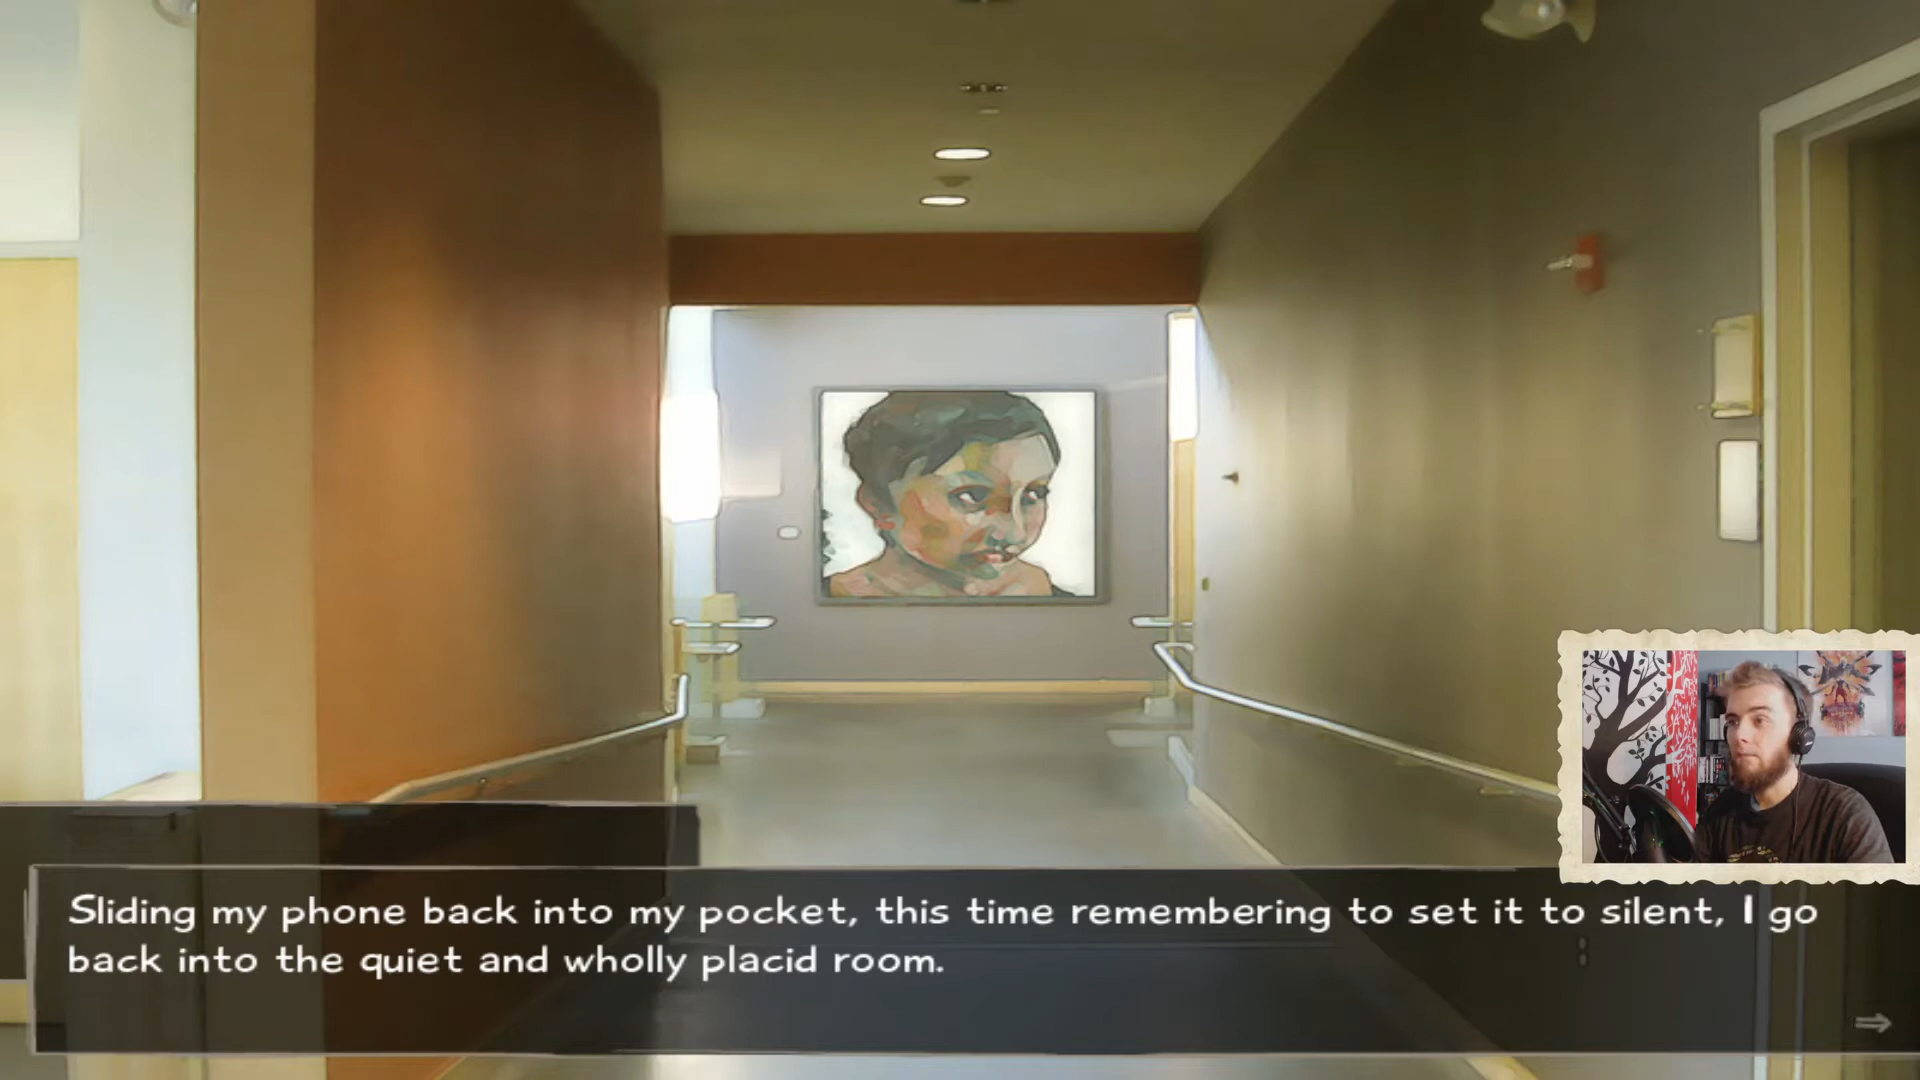 Sliding my phone back into my pocket, this time remembering to set it to silent, I go
back into the quiet and wholly placid room.